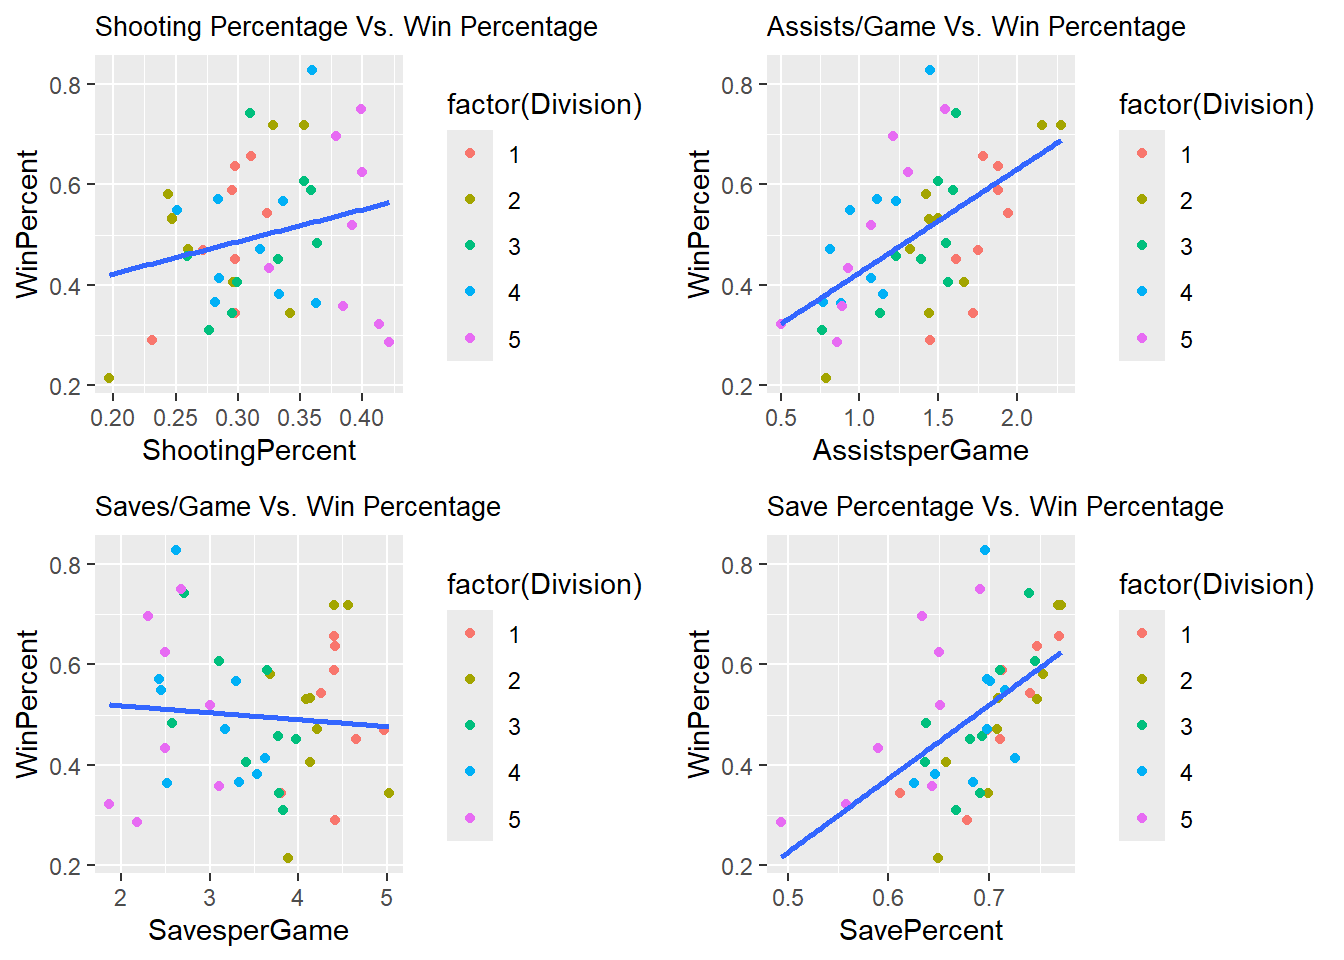 Shooting Percentage Vs. Win Percentage
WinPercent
0.8
0.6
0.4
0.2
0.20 0.25 0.30 0.35 0.40
ShootingPercent
factor(Division)
1
2
3
4
5
Assists/Game Vs. Win Percentage
WinPercent
0.8
0.6
0.4
0.2
0.5 1.0 1.5 2.0
AssistsperGame
factor(Division)
1
2
3
4
5
Saves/Game Vs. Win Percentage
WinPercent
0.8
0.6
0.4
0.2
2 3 4 5
SavesperGame
factor(Division)
1
2
3
4
5
Save Percentage Vs. Win Percentage
WinPercent
0.8
0.6
0.4
0.2
0.5 0.6 0.7
SavePercent
factor(Division)
1
2
3
4
5